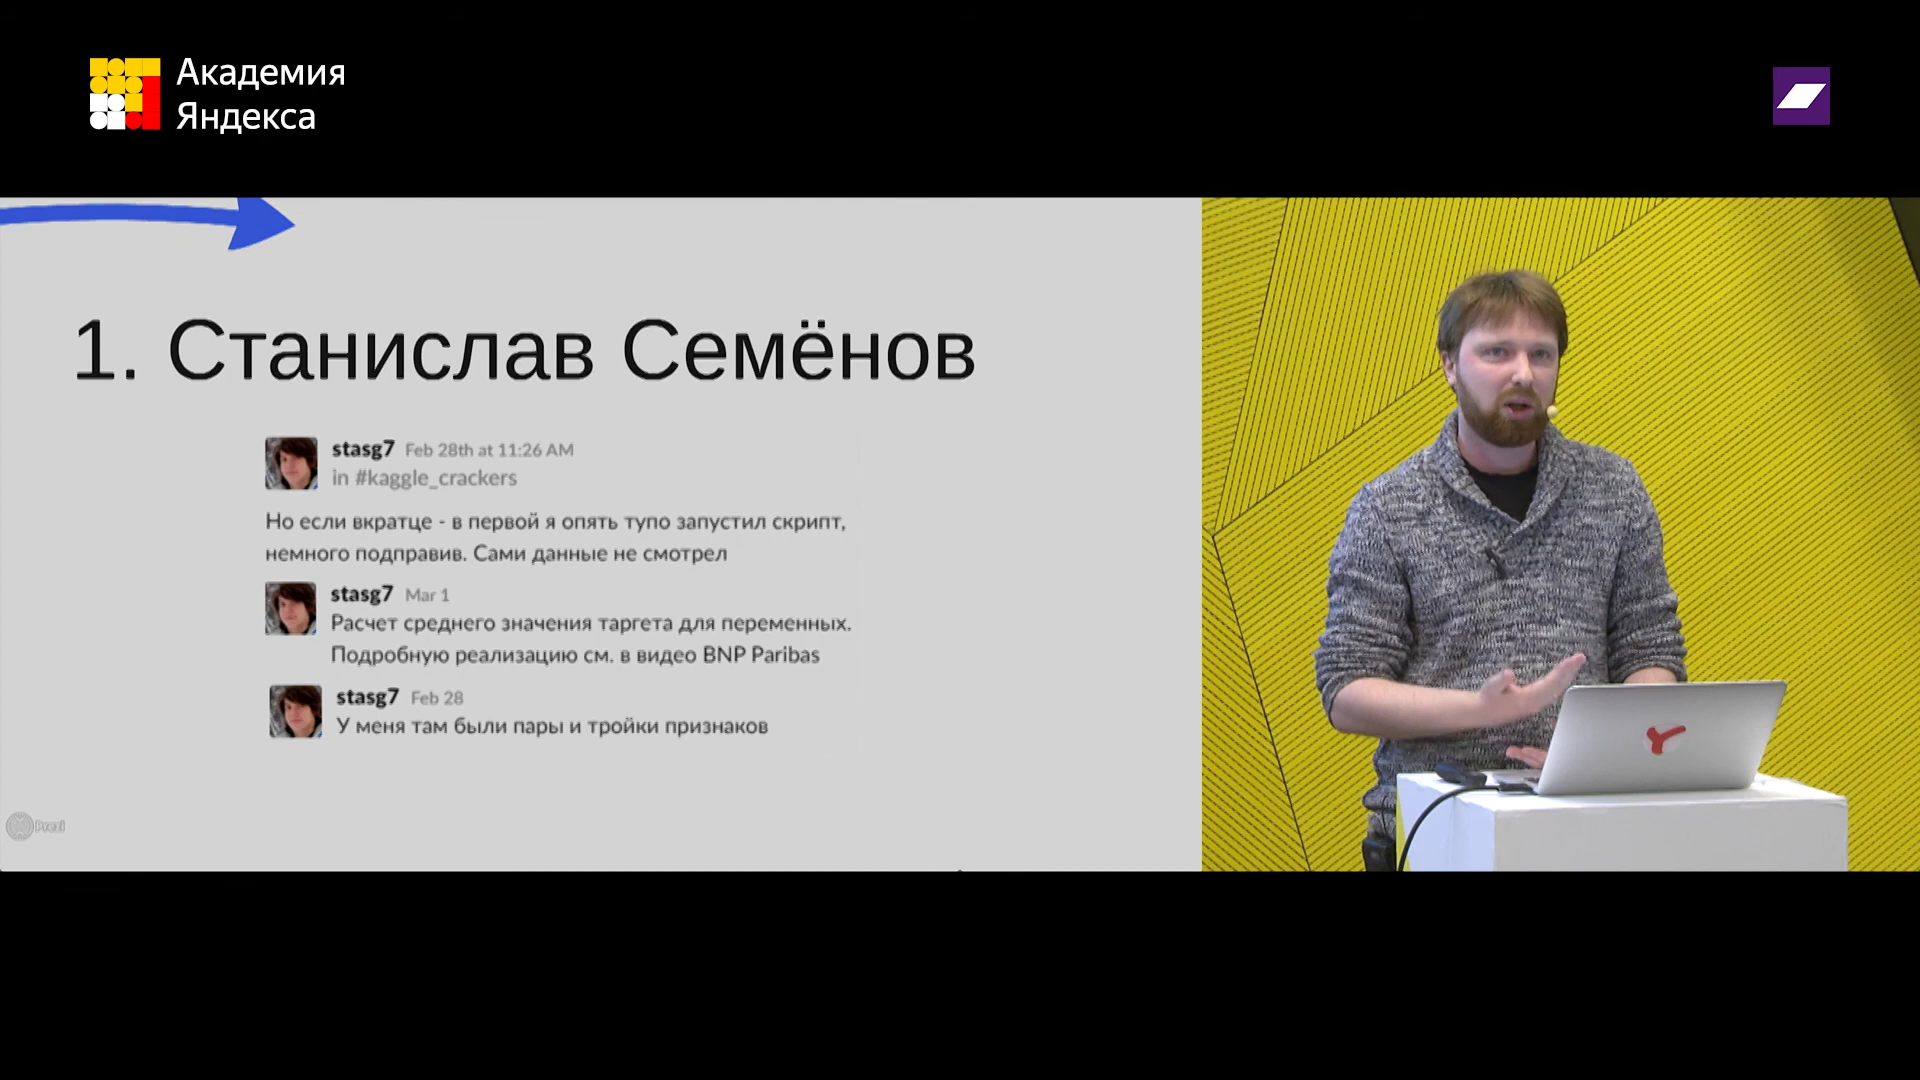 Академия
Яндекса
1. Станислав Семёнов
stasg7 Feb 28th at 11:26 AM
in #kaggle_crackers
Но если вкратце - в первой я опять тупо запустил скрипт,
немного подправив. Сами данные не смотрел
stasg7 Mar 1
Расчет среднего значения таргета для переменных.
Подробную реализацию см. в видео BNP Paribas
stasg7 Feb 28
У меня там были пары и тройки признаков
Prezi